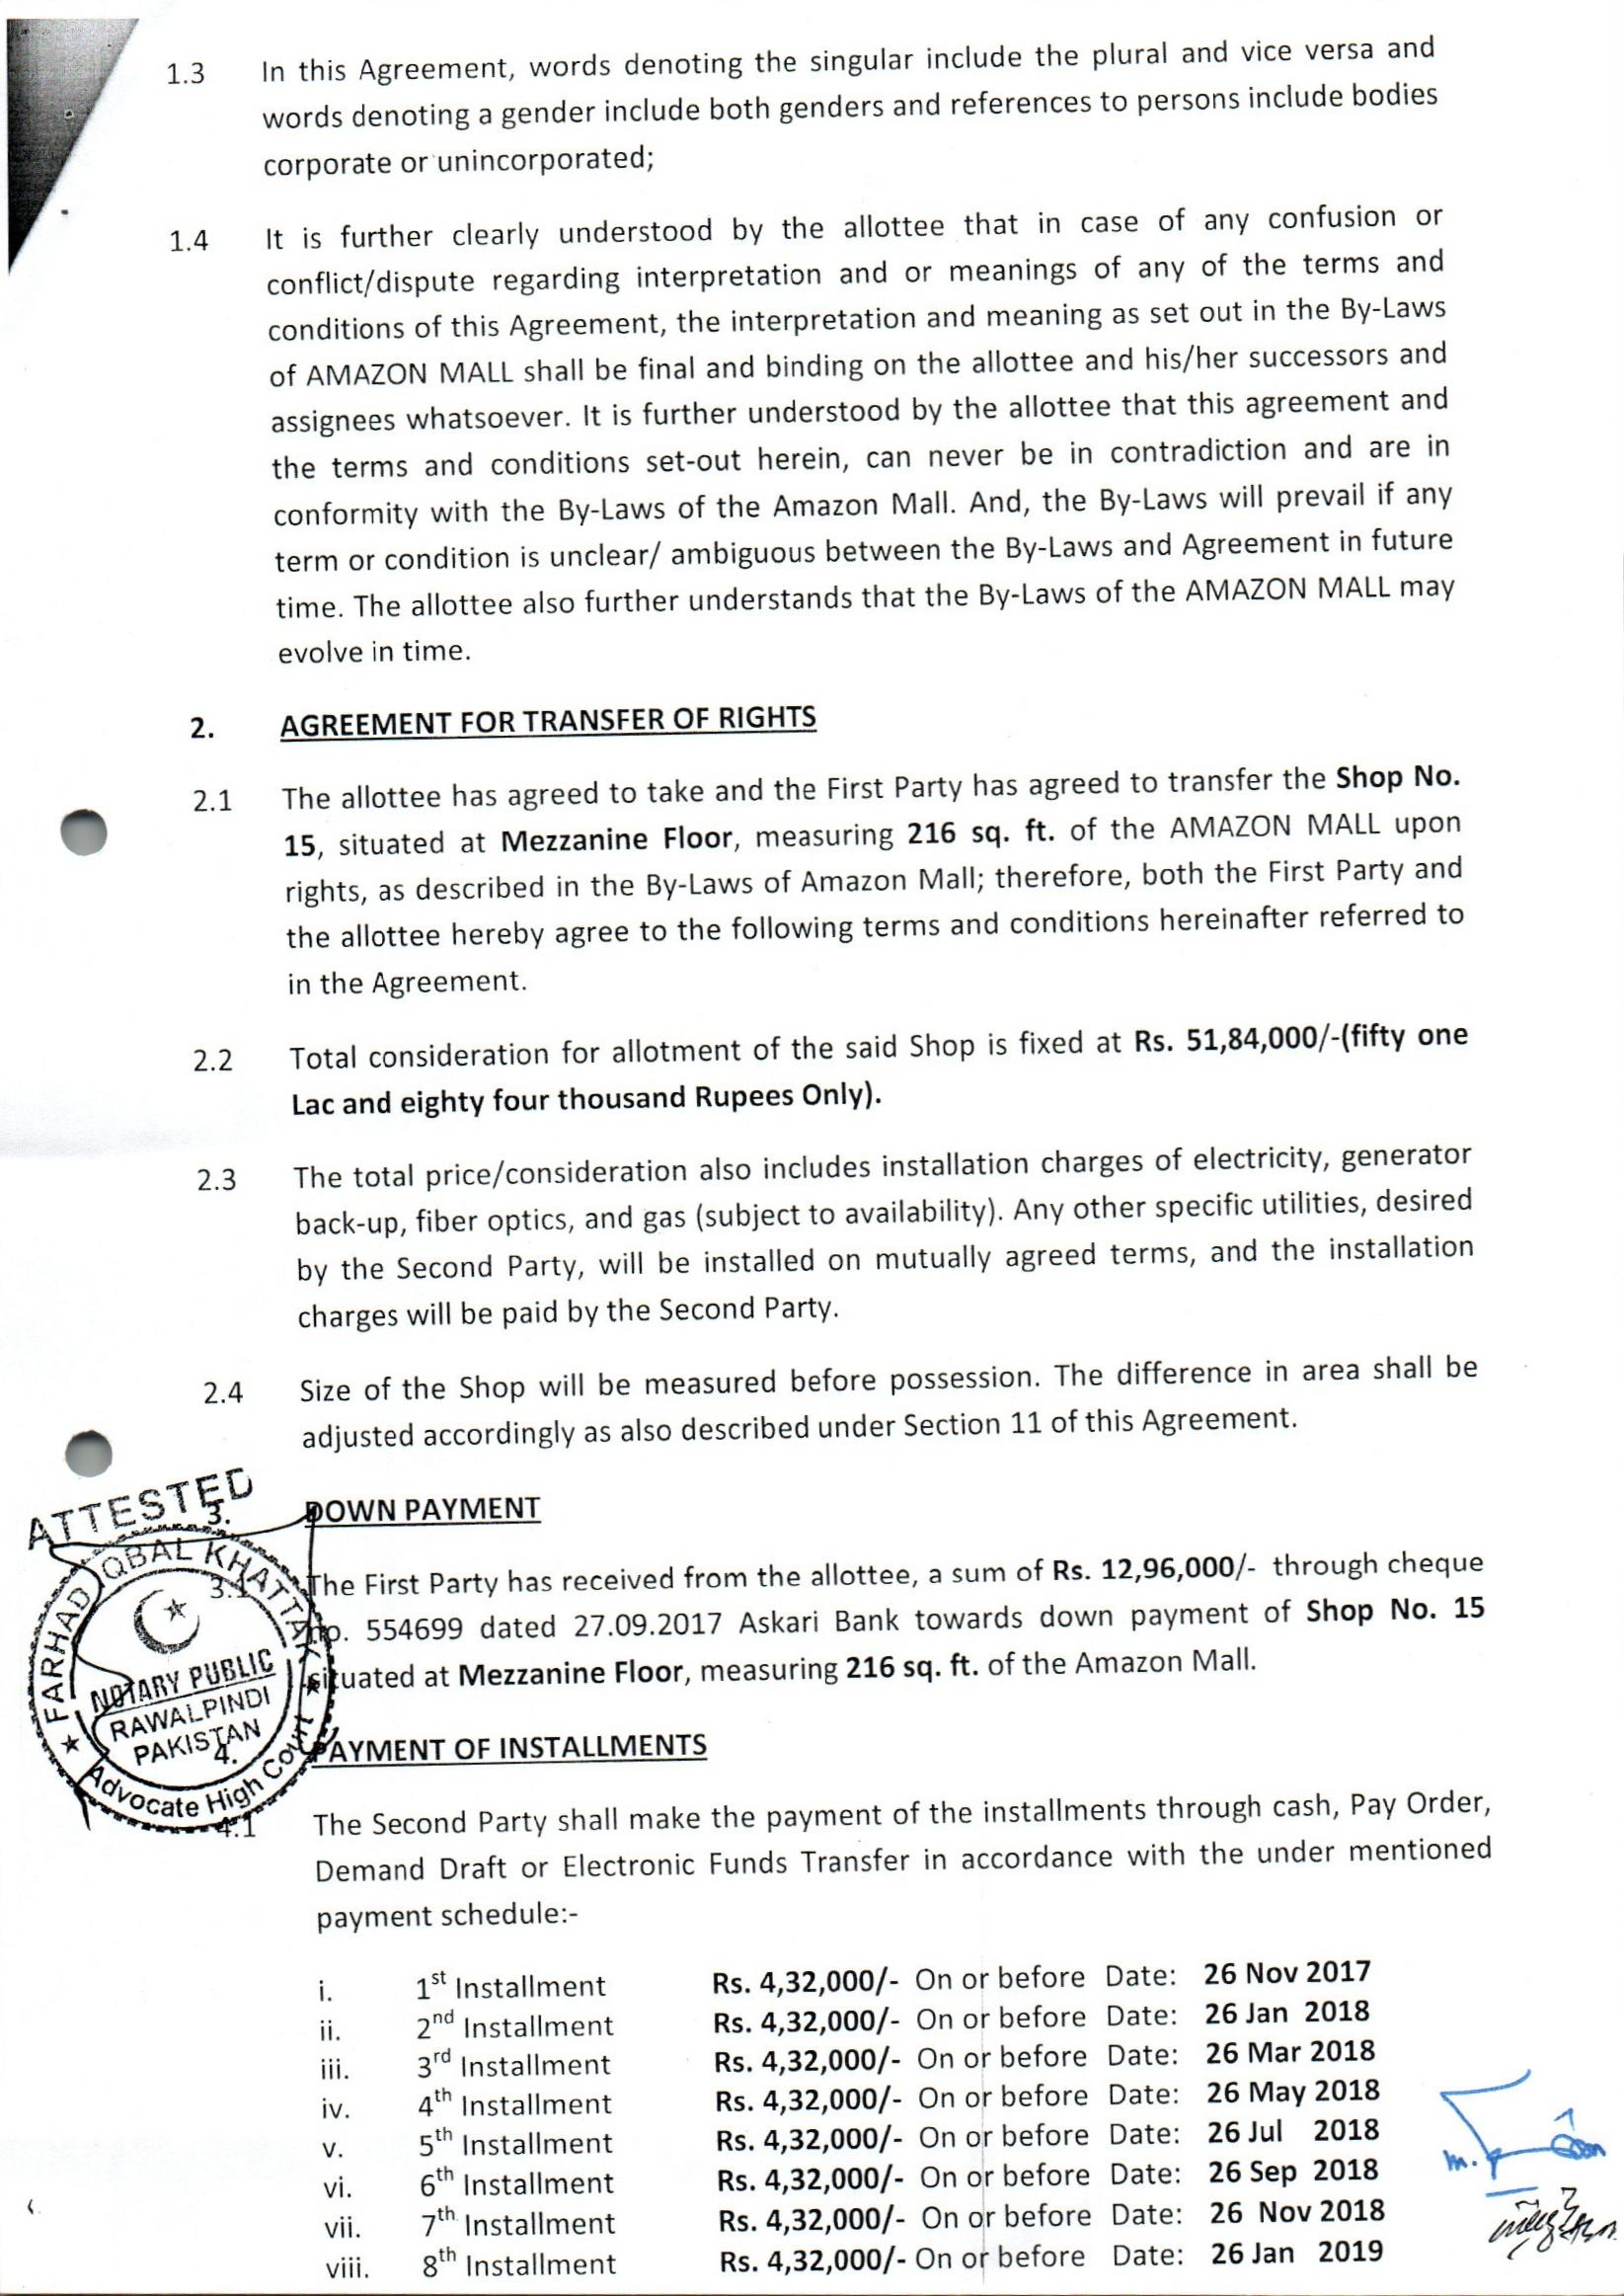 1.3 In this Agreement, words denoting the singular include the plural and vice versa and
words denoting a gender include both genders and references to persons include bodies
corporate or unincorporated;
1.4 It is further clearly understood by the allottee that in case of any confusion or
conflict/dispute regarding interpretation and or meanings of any of the terms and
conditions of this Agreement, the interpretation and meaning as set out in the By-Laws
of AMAZON MALL shall be final and binding on the allottee and his/her successors and
assignees whatsoever. It is further understood by the allottee that this agreement and
the terms and conditions set-out herein, can never be in contradiction and are in
conformity with the By-Laws of the Amazon Mall. And, the By-Laws will prevail if any
term or condition is unclear/ ambiguous between the By-Laws and Agreement in future
time. The allottee also further understands that the By-Laws of the AMAZON MALL may
evolve in time.
2. AGREEMENT FOR TRANSFER OF RIGHTS
2.1 The allottee has agreed to take and the First Party has agreed to transfer the Shop No.
15, situated at Mezzanine Floor, measuring 216 sq. ft. of the AMAZON MALL upon
rights, as described in the By-Laws of Amazon Mall; therefore, both the First Party and
the allottee hereby agree to the following terms and conditions hereinafter referred to
in the Agreement.
2.2 Total consideration for allotment of the said Shop is fixed at Rs. 51,84,000/-(fifty one
Lac and eighty four thousand Rupees Only).
2.3 The total price/consideration also includes installation charges of electricity, generator
back-up, fiber optics, and gas (subject to availability). Any other specific utilities, desired
by the Second Party, will be installed on mutually agreed terms, and the installation
charges will be paid by the Second Party.
2.4 Size of the Shop will be measured before possession. The difference in area shall be
adjusted accordingly as also described under Section 11 of this Agreement.
ATTESTED
3. DOWN PAYMENT
3.1 The First Party has received from the allottee, a sum of Rs. 12,96,000/- through cheque
no. 554699 dated 27.09.2017 Askari Bank towards down payment of Shop No. 15
situated at Mezzanine Floor, measuring 216 sq. ft. of the Amazon Mall.
FARHAD IQBAL KHATTAK
NOTARY PUBLIC
RAWALPINDI
PAKISTAN
Advocate High Court
4. PAYMENT OF INSTALLMENTS
4.1 The Second Party shall make the payment of the installments through cash, Pay Order,
Demand Draft or Electronic Funds Transfer in accordance with the under mentioned
payment schedule:-
i. 1st Installment Rs. 4,32,000/- On or before Date: 26 Nov 2017
ii. 2nd Installment Rs. 4,32,000/- On or before Date: 26 Jan 2018
iii. 3rd Installment Rs. 4,32,000/- On or before Date: 26 Mar 2018
iv. 4th Installment Rs. 4,32,000/- On or before Date: 26 May 2018
v. 5th Installment Rs. 4,32,000/- On or before Date: 26 Jul 2018
vi. 6th Installment Rs. 4,32,000/- On or before Date: 26 Sep 2018
vii. 7th Installment Rs. 4,32,000/- On or before Date: 26 Nov 2018
viii. 8th Installment Rs. 4,32,000/- On or before Date: 26 Jan 2019